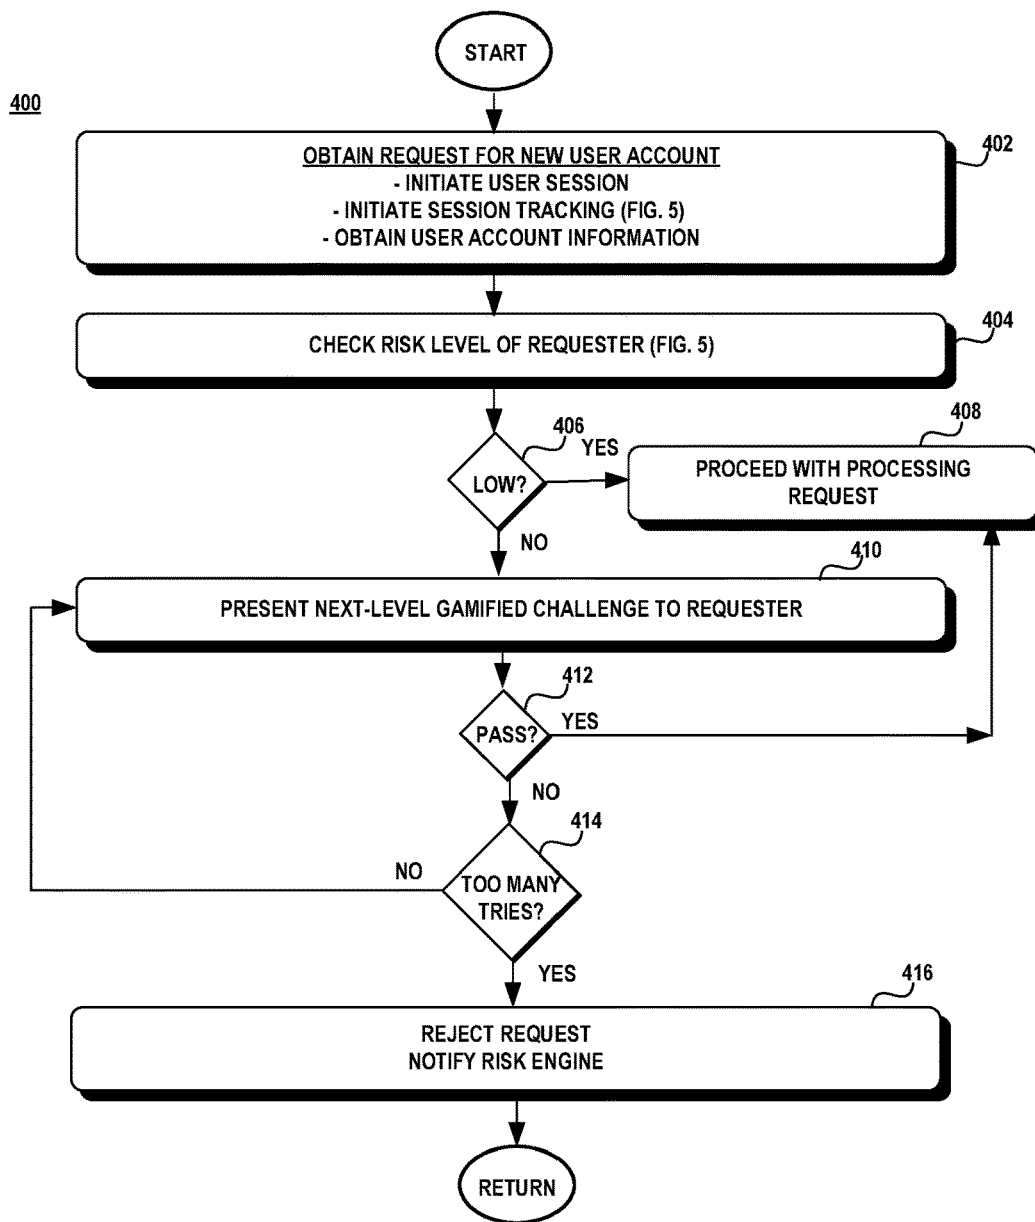 START
400
OBTAIN REQUEST FOR NEW USER ACCOUNT
- INITIATE USER SESSION
- INITIATE SESSION TRACKING (FIG. 5)
- OBTAIN USER ACCOUNT INFORMATION
402
CHECK RISK LEVEL OF REQUESTER (FIG. 5)
404
406
LOW?
YES
NO
408
PROCEED WITH PROCESSING
REQUEST
410
PRESENT NEXT-LEVEL GAMIFIED CHALLENGE TO REQUESTER
412
PASS?
YES
NO
414
TOO MANY
TRIES?
NO
YES
416
REJECT REQUEST
NOTIFY RISK ENGINE
RETURN